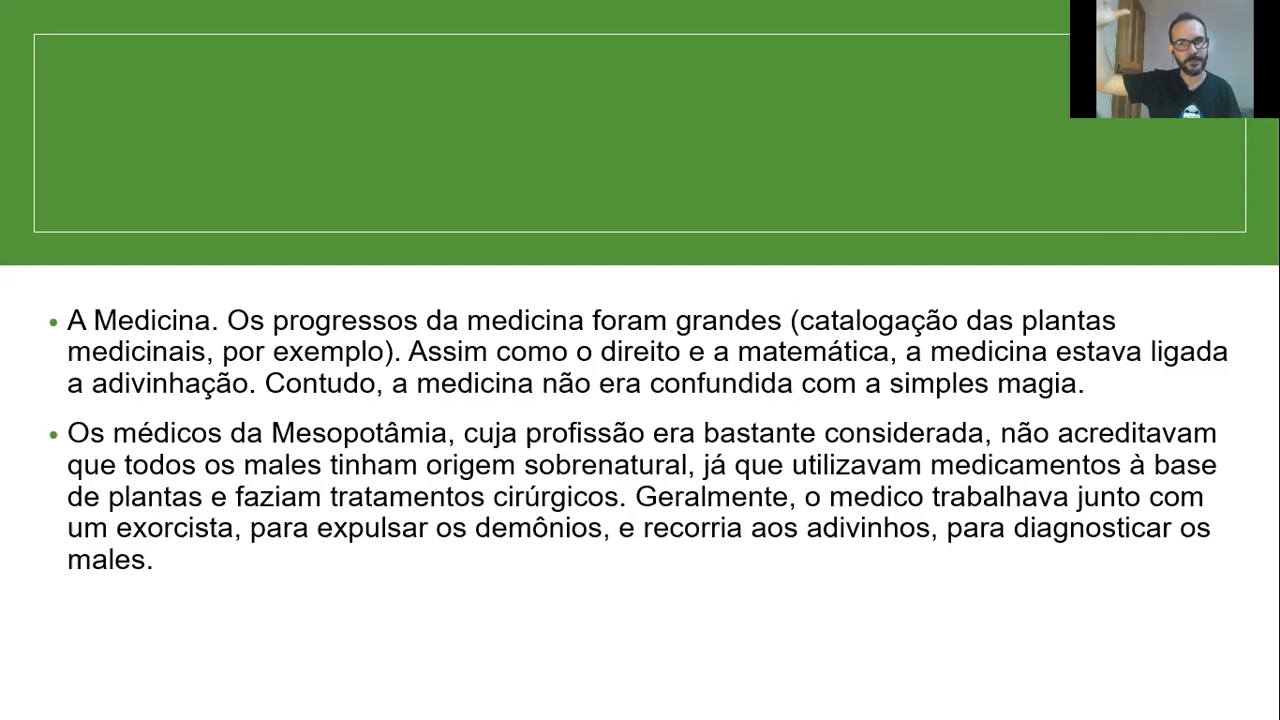 • A Medicina. Os progressos da medicina foram grandes (catalogação das plantas
medicinais, por exemplo). Assim como o direito e a matemática, a medicina estava ligada
a adivinhação. Contudo, a medicina não era confundida com a simples magia.
• Os médicos da Mesopotâmia, cuja profissão era bastante considerada, não acreditavam
que todos os males tinham origem sobrenatural, já que utilizavam medicamentos à base
de plantas e faziam tratamentos cirúrgicos. Geralmente, o medico trabalhava junto com
um exorcista, para expulsar os demônios, e recorria aos adivinhos, para diagnosticar os
males.